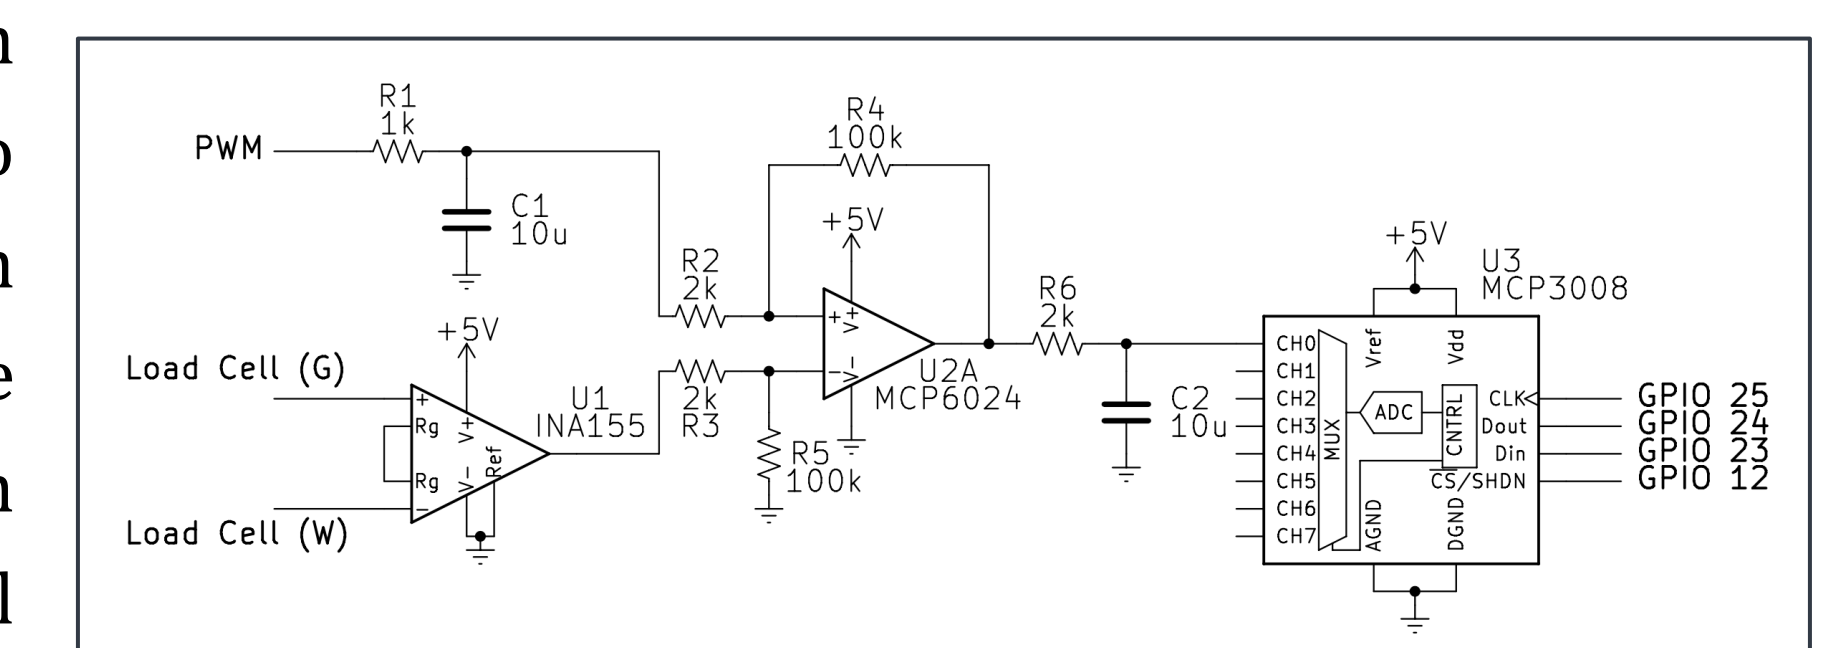 n
o
n
e
n
l
R1
1k
PWM
C1
10u
R4
100k
+5V
R2
2k
+
V+
-
V-
U2A
MCP6024
2k
R3
R5
100k
+5V
Load Cell (G)
Load Cell (W)
+
Rg
Rg
-
V+
V-
Ref
U1
INA155
R6
2k
C2
10u
+5V
U3
MCP3008
Vref
Vdd
CH0
CH1
CH2
CH3
CH4
CH5
CH6
CH7
MUX
ADC
CNTRL
CLK
Dout
Din
CS/SHDN
AGND
DGND
GPIO 25
GPIO 24
GPIO 23
GPIO 12